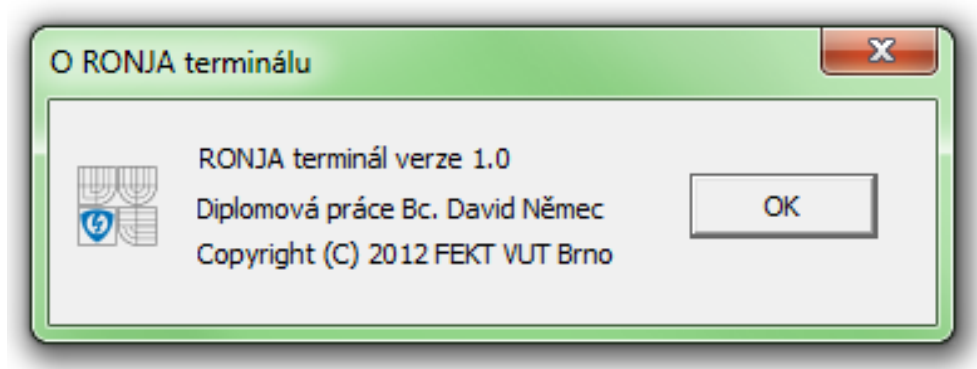 O RONJA terminálu
RONJA terminál verze 1.0
Diplomová práce Bc. David Němec
OK
Copyright (C) 2012 FEKT VUT Brno